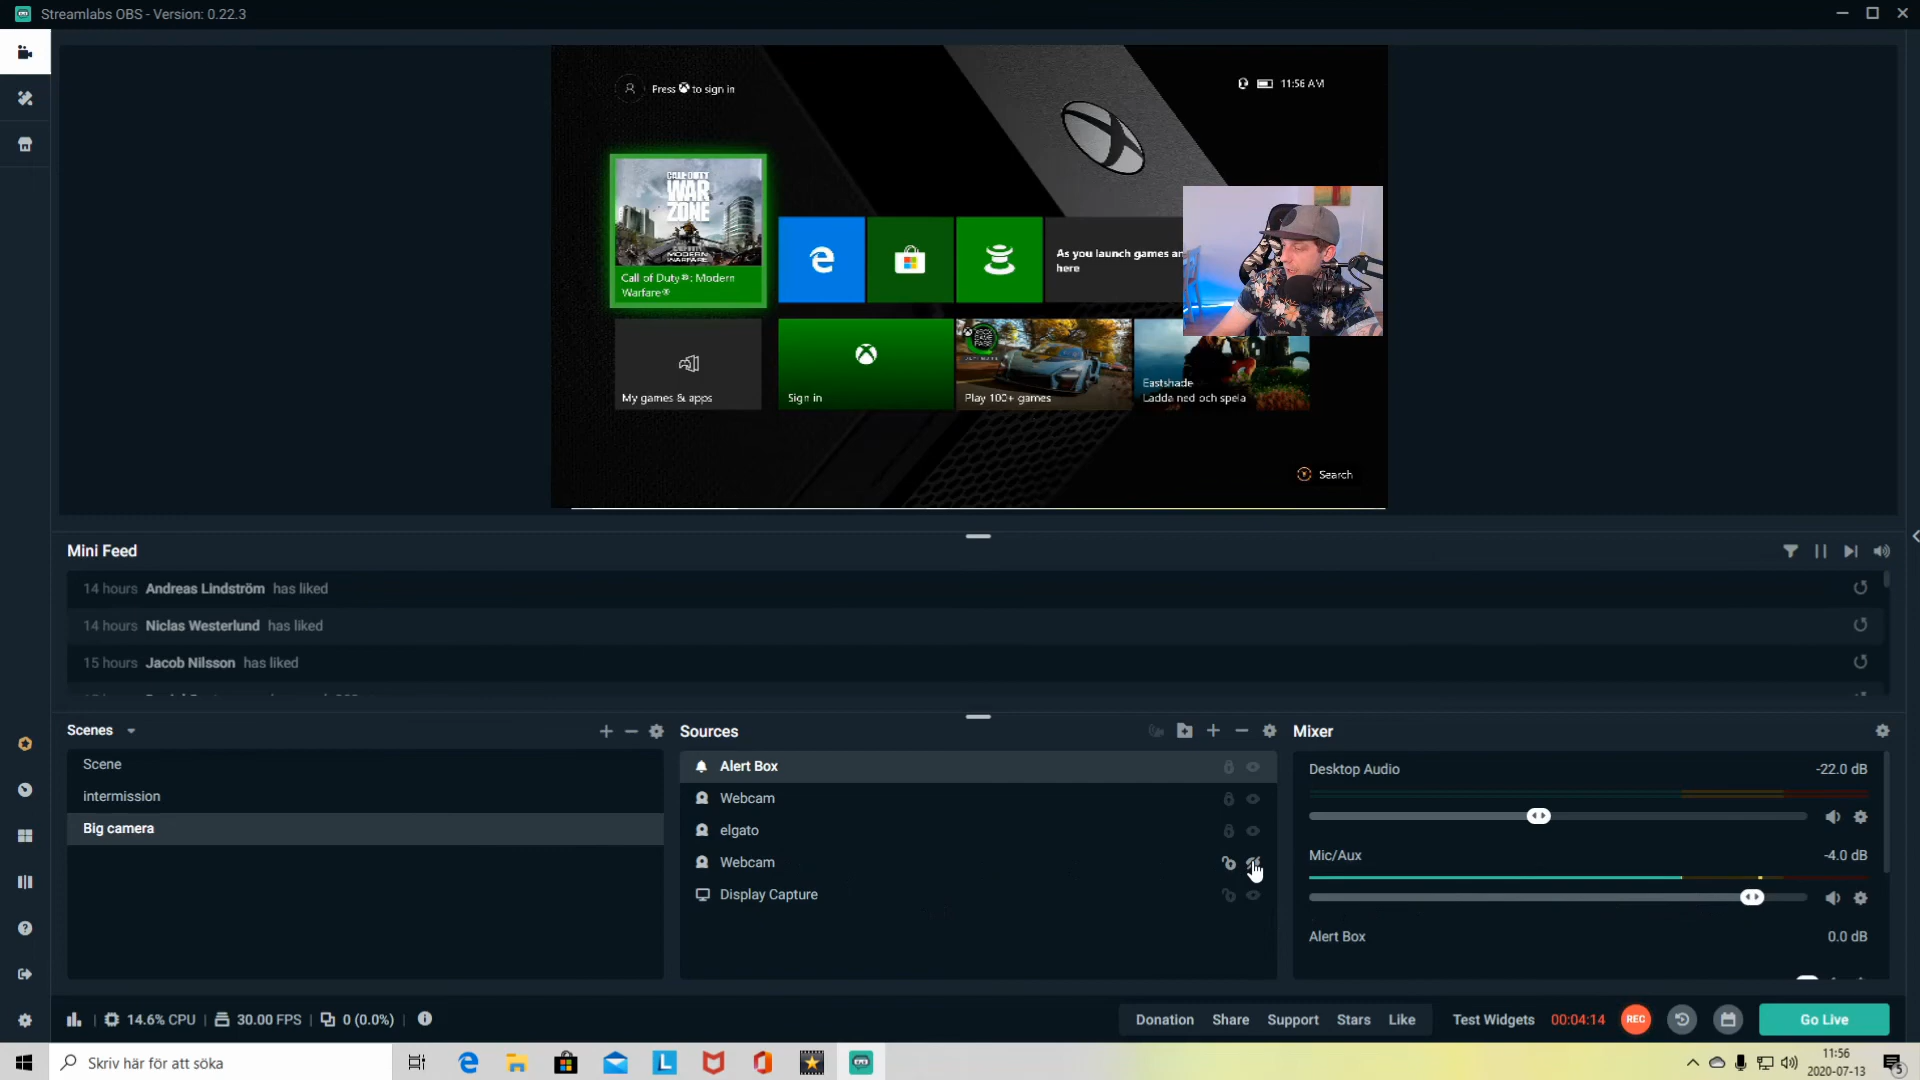 Streamlabs OBS - Version: 0.22.3
Press to sign in
11:56 AM
CALL OF DUTY
WAR
ZONE
MODERN
WARFARE
Call of Duty®: Modern
Warfare®
As you launch games an
here
My games & apps
Sign in
XBOX
GAME
PASS
Play 100+ games
Eastshade
Ladda ned och spela
Search
Mini Feed
14 hours Andreas Lindström has liked
14 hours Niclas Westerlund has liked
15 hours Jacob Nilsson has liked
Scenes
Scene
intermission
Big camera
Sources
Alert Box
Webcam
elgato
Webcam
Display Capture
Mixer
Desktop Audio -22.0 dB
Mic/Aux -4.0 dB
Alert Box 0.0 dB
14.6% CPU 30.00 FPS 0 (0.0%)
Donation Share Support Stars Like Test Widgets 00:04:14 REC Go Live
Skriv här för att söka
11:56
2020-07-13
5